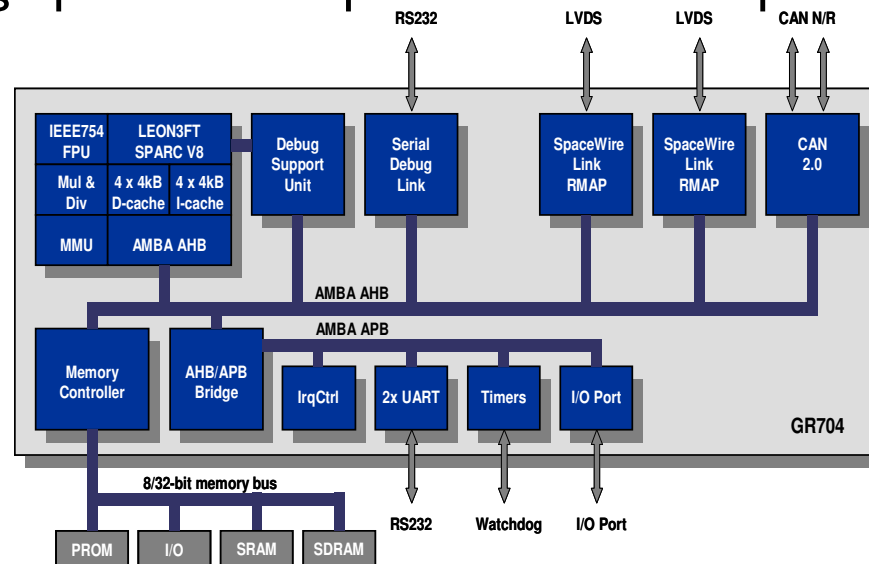 RS232
LVDS
LVDS
CAN N/R
IEEE754
FPU
LEON3FT
SPARC V8
Mul &
Div
4 x 4kB
D-cache
4 x 4kB
I-cache
MMU
AMBA AHB
Debug
Support
Unit
Serial
Debug
Link
SpaceWire
Link
RMAP
SpaceWire
Link
RMAP
CAN
2.0
AMBA AHB
AMBA APB
Memory
Controller
AHB/APB
Bridge
IrqCtrl
2x UART
Timers
I/O Port
GR704
8/32-bit memory bus
RS232
Watchdog
I/O Port
PROM
I/O
SRAM
SDRAM